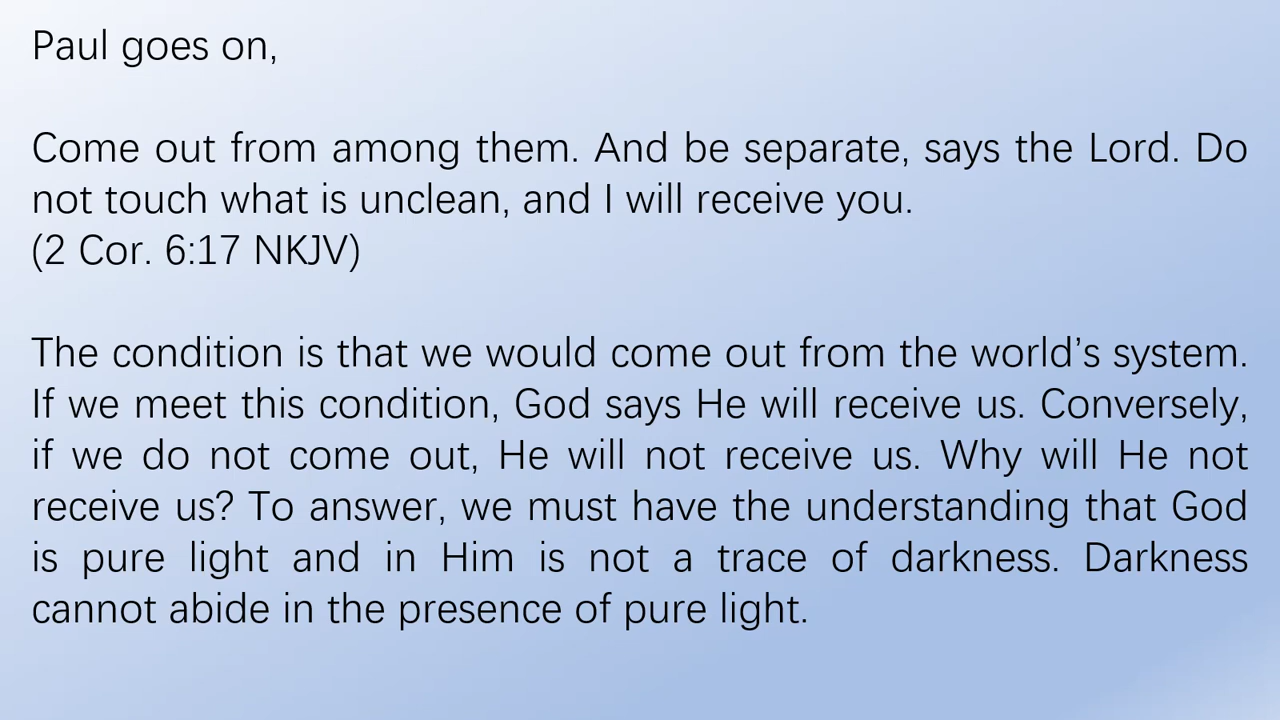 Paul goes on,
Come out from among them. And be separate, says the Lord. Do
not touch what is unclean, and I will receive you.
(2 Cor. 6:17 NKJV)
The condition is that we would come out from the world’s system.
If we meet this condition, God says He will receive us. Conversely,
if we do not come out, He will not receive us. Why will He not
receive us? To answer, we must have the understanding that God
is pure light and in Him is not a trace of darkness. Darkness
cannot abide in the presence of pure light.